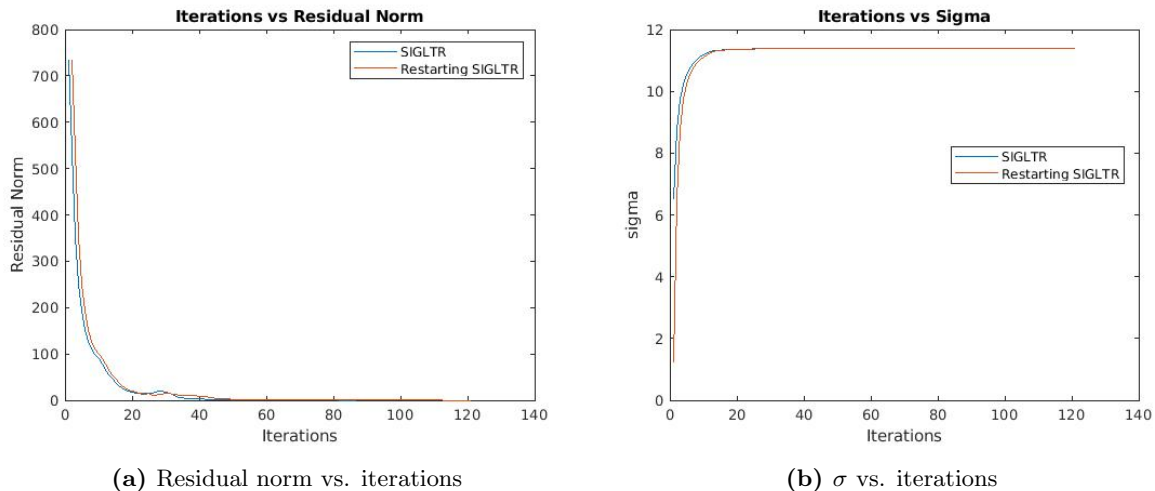 Iterations vs Residual Norm
800
700
600
500
400
300
200
100
0
Residual Norm
SIGLTR
Restarting SIGLTR
0 20 40 60 80 100 120 140
Iterations
(a) Residual norm vs. iterations
Iterations vs Sigma
12
10
8
6
4
2
0
sigma
SIGLTR
Restarting SIGLTR
0 20 40 60 80 100 120 140
Iterations
(b) σ vs. iterations